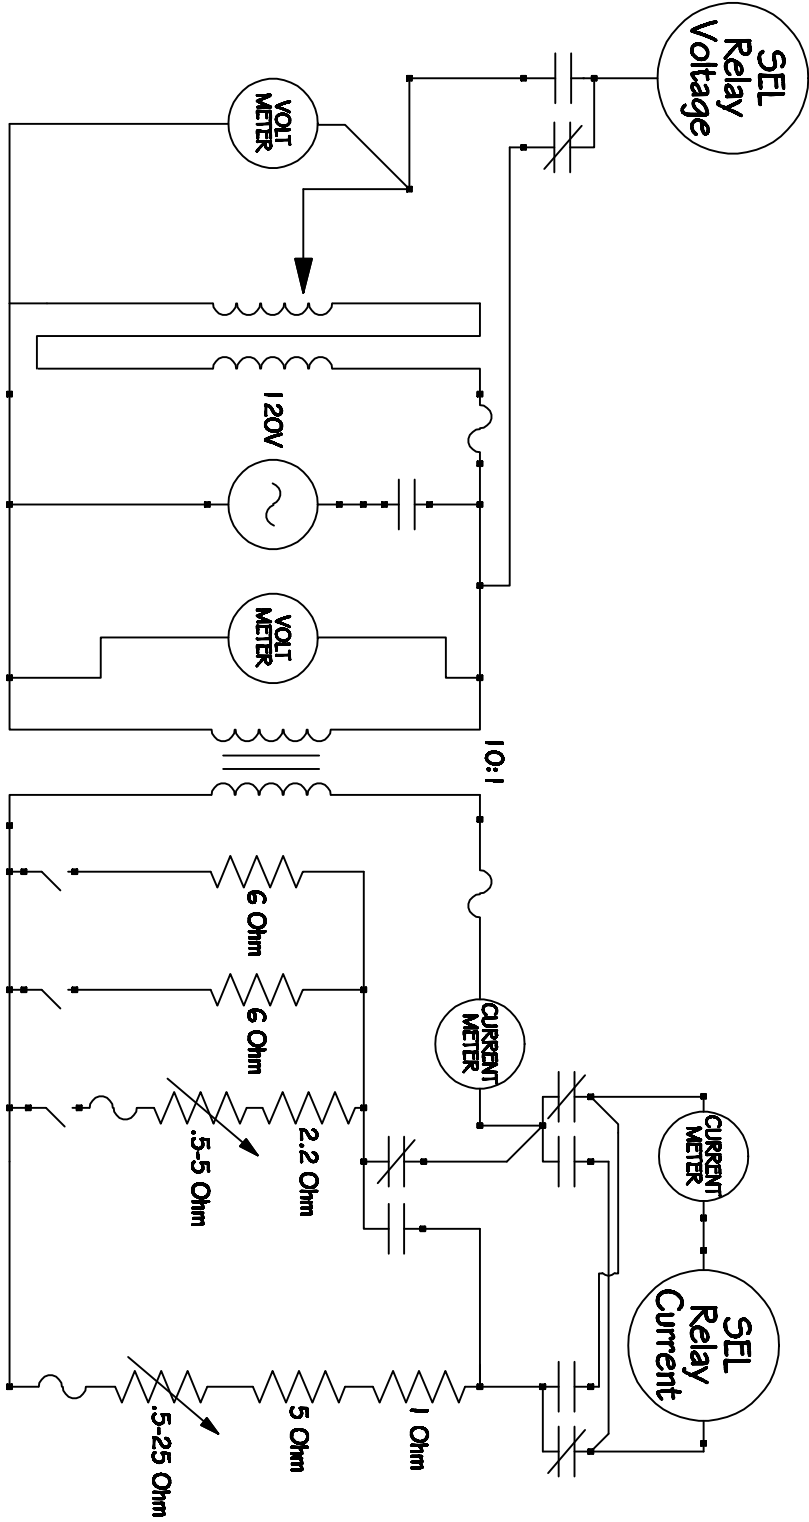 SEL
Relay
Voltage
VOLT
METER
120V
VOLT
METER
10:1
6 Ohm
6 Ohm
CURRENT
METER
CURRENT
METER
2.2 Ohm
.5-5 Ohm
SEL
Relay
Current
1 Ohm
5 Ohm
.5-25 Ohm